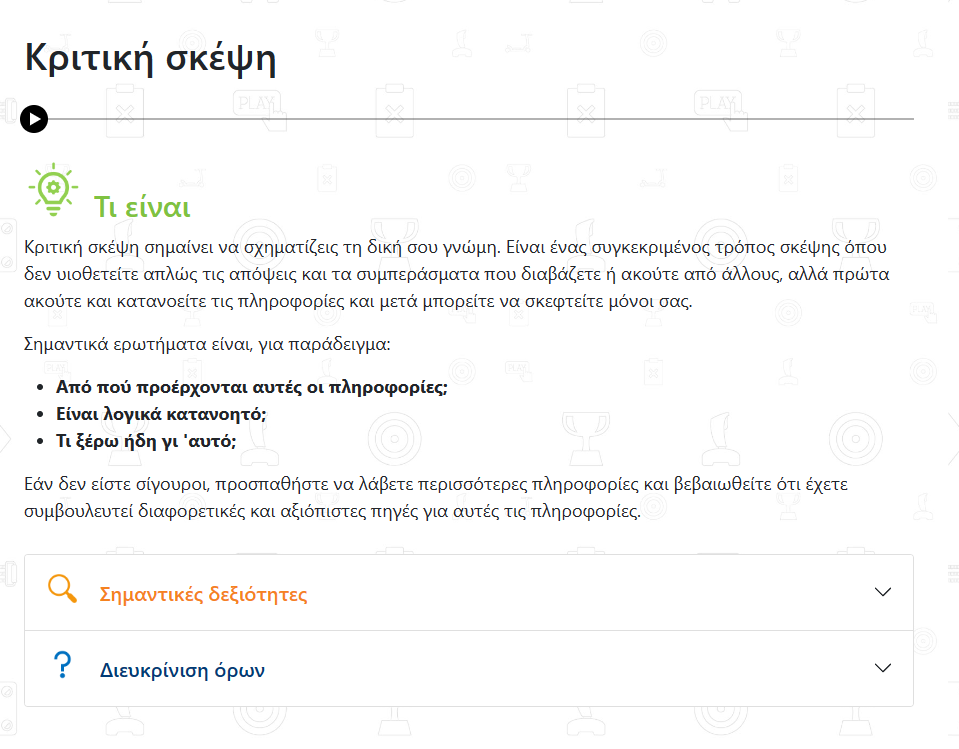 Κριτική σκέψη
Τι είναι
Κριτική σκέψη σημαίνει να σχηματίζεις τη δική σου γνώμη. Είναι ένας συγκεκριμένος τρόπος σκέψης όπου
δεν υιοθετείτε απλώς τις απόψεις και τα συμπεράσματα που διαβάζετε ή ακούτε από άλλους, αλλά πρώτα
ακούτε και κατανοείτε τις πληροφορίες και μετά μπορείτε να σκεφτείτε μόνοι σας.
Σημαντικά ερωτήματα είναι, για παράδειγμα:
• Από πού προέρχονται αυτές οι πληροφορίες;
• Είναι λογικά κατανοητό;
• Τι ξέρω ήδη γι 'αυτό;
Εάν δεν είστε σίγουροι, προσπαθήστε να λάβετε περισσότερες πληροφορίες και βεβαιωθείτε ότι έχετε
συμβουλευτεί διαφορετικές και αξιόπιστες πηγές για αυτές τις πληροφορίες.
Σημαντικές δεξιότητες
Διευκρίνιση όρων